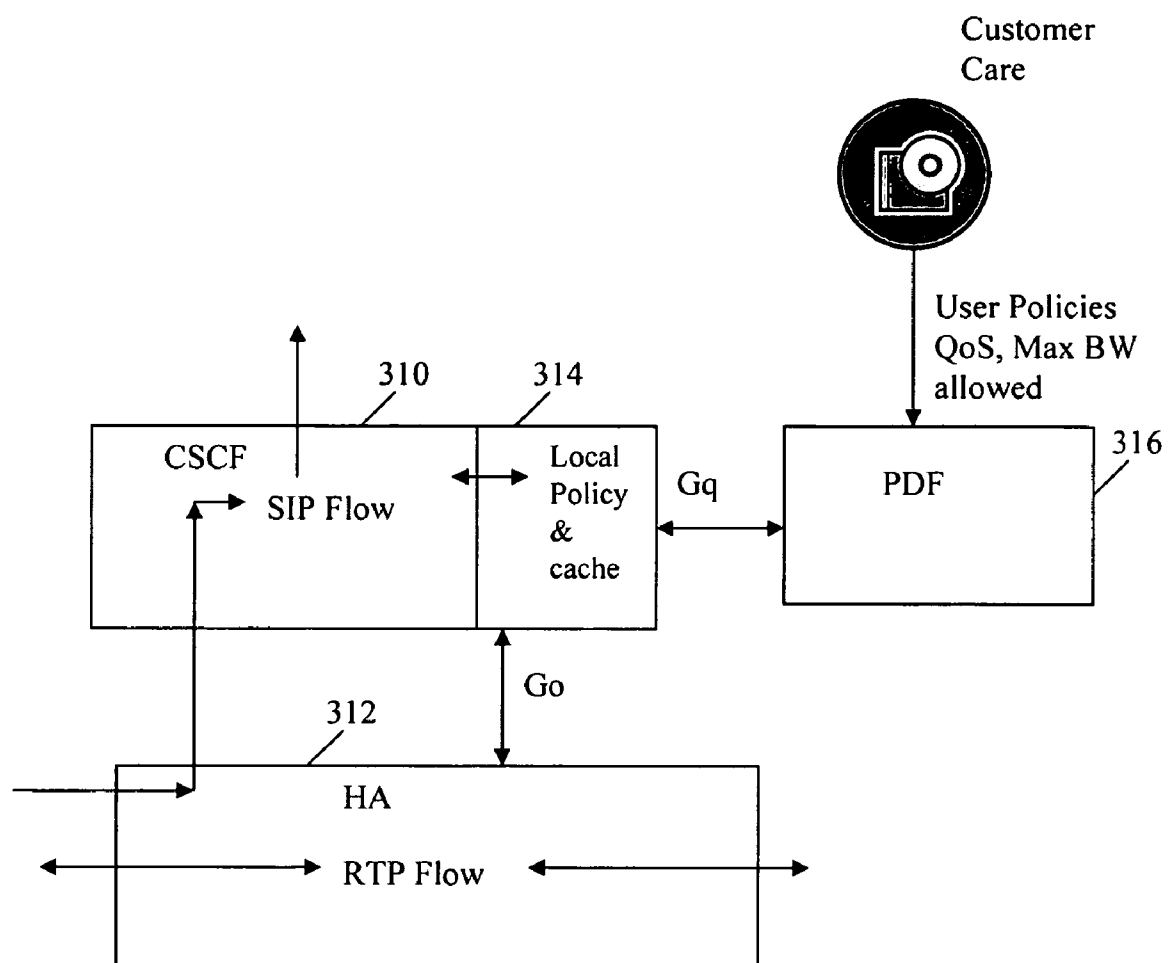 Customer
Care
User Policies
QoS, Max BW
allowed
310
314
316
CSCF
SIP Flow
Local
Policy
&
cache
Gq
PDF
Go
312
HA
RTP Flow